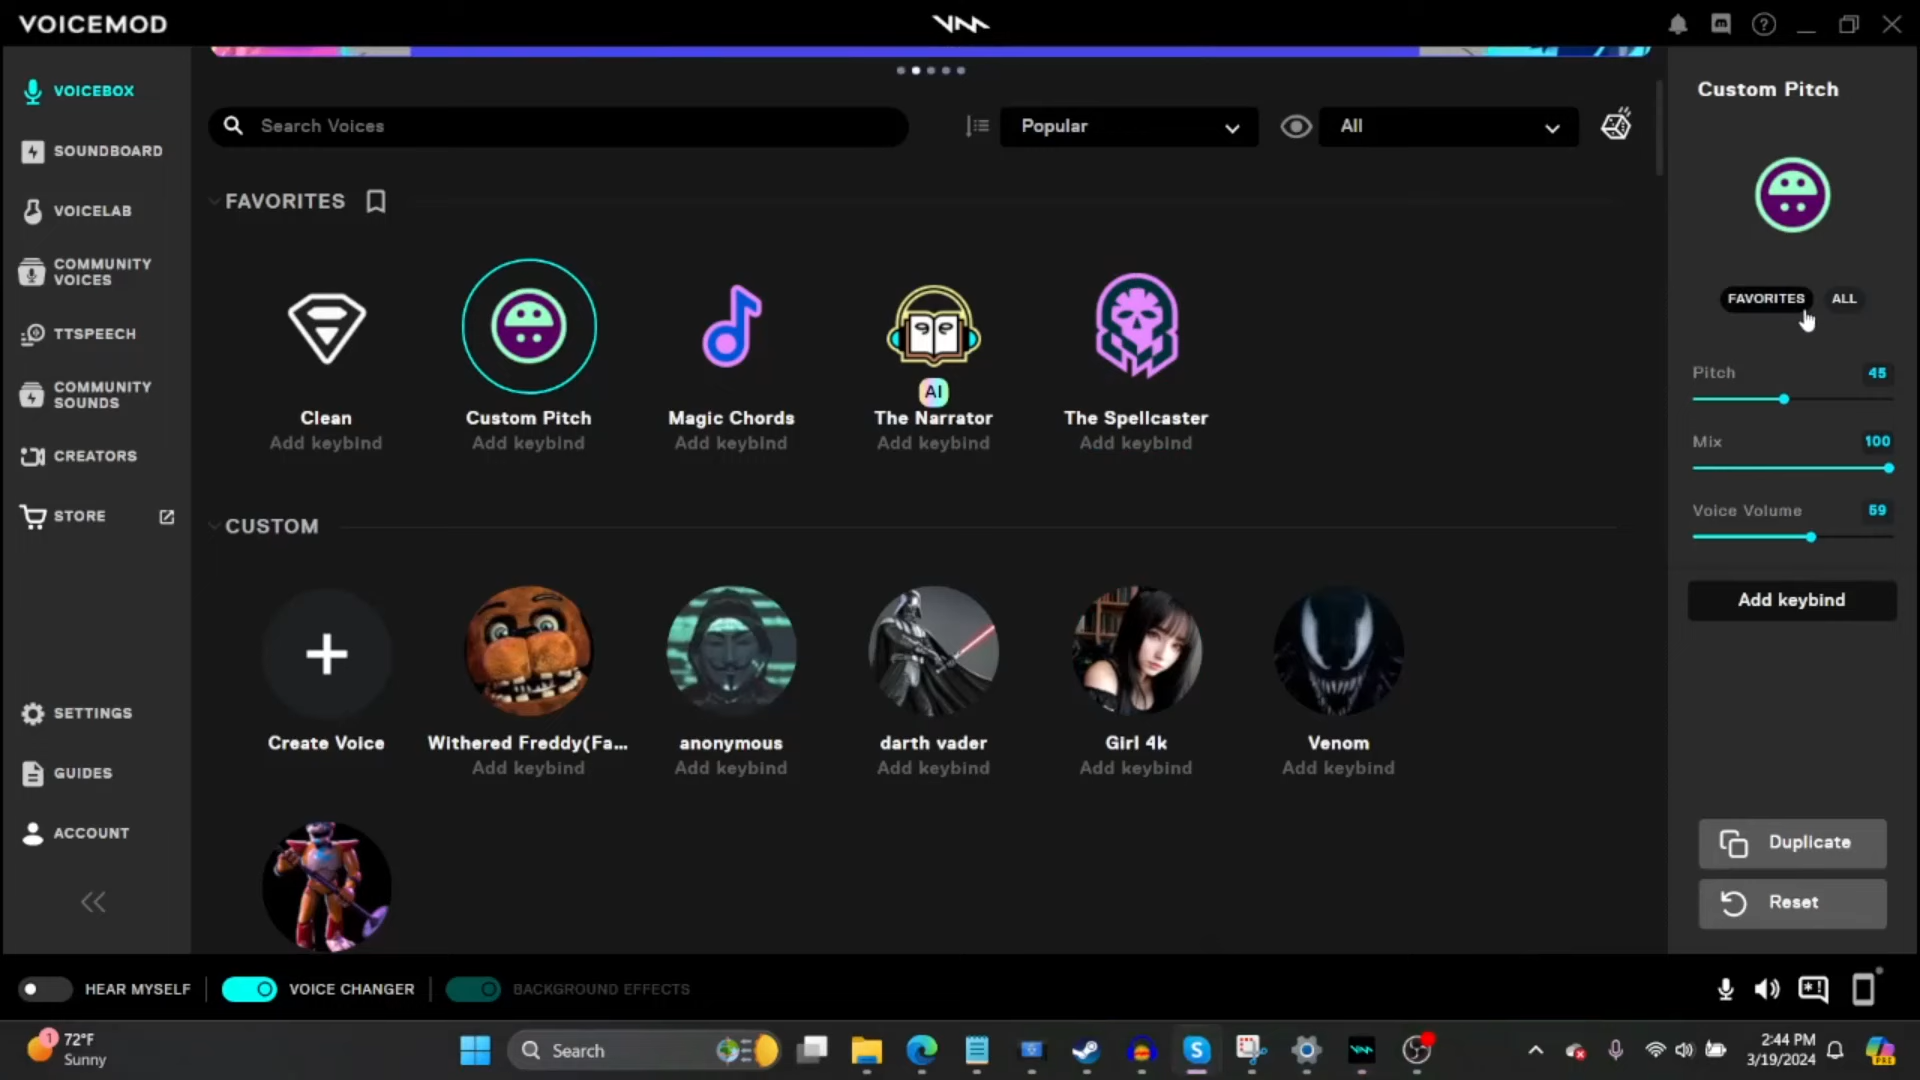 VOICEMOD
VOICEBOX
SOUNDBOARD
VOICELAB
COMMUNITY
VOICES
TTSPEECH
COMMUNITY
SOUNDS
CREATORS
STORE
SETTINGS
GUIDES
ACCOUNT
Search Voices
Popular
All
FAVORITES
Clean
Add keybind
Custom Pitch
Add keybind
Magic Chords
Add keybind
AI
The Narrator
Add keybind
The Spellcaster
Add keybind
CUSTOM
Create Voice
Withered Freddy(Fa...
Add keybind
anonymous
Add keybind
darth vader
Add keybind
Girl 4k
Add keybind
Venom
Add keybind
Custom Pitch
FAVORITES
ALL
Pitch 45
Mix 100
Voice Volume 59
Add keybind
Duplicate
Reset
HEAR MYSELF
VOICE CHANGER
BACKGROUND EFFECTS
1
72°F
Sunny
Search
2:44 PM
3/19/2024
PRE